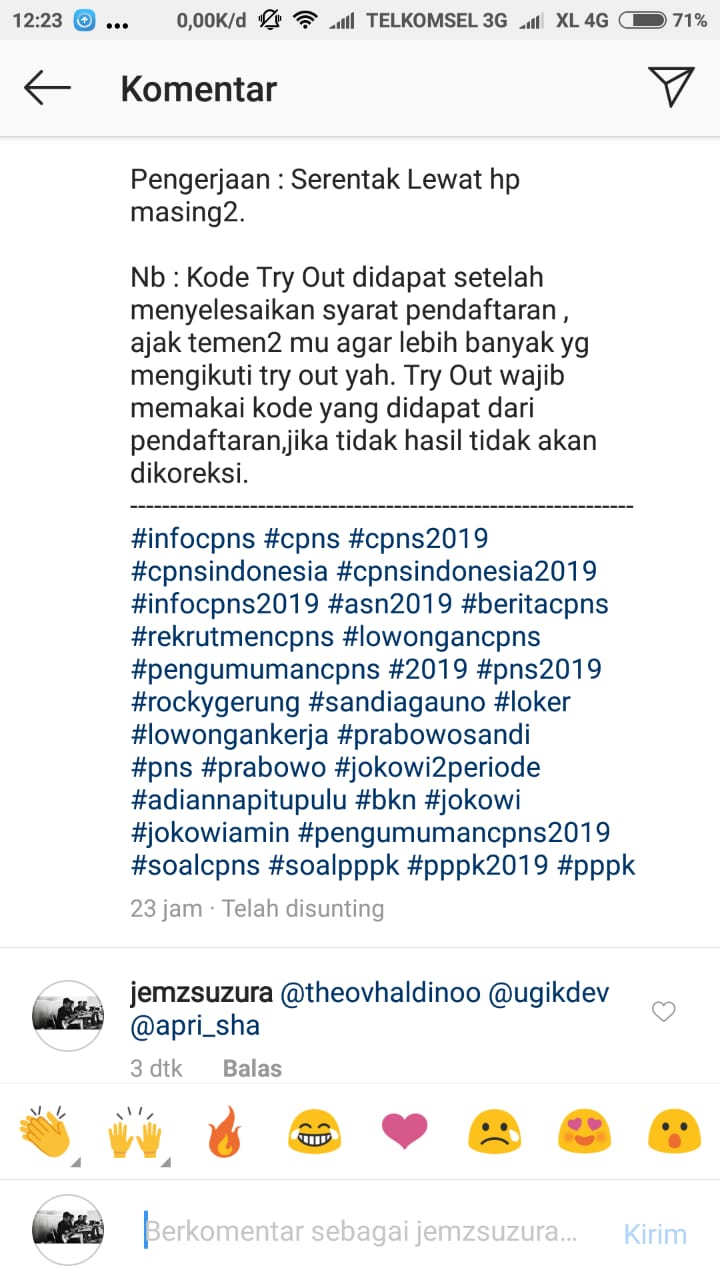 12:23 ... 0,00K/d TELKOMSEL 3G XL 4G 71%
Komentar
Pengerjaan : Serentak Lewat hp
masing2.
Nb : Kode Try Out didapat setelah
menyelesaikan syarat pendaftaran ,
ajak temen2 mu agar lebih banyak yg
mengikuti try out yah. Try Out wajib
memakai kode yang didapat dari
pendaftaran,jika tidak hasil tidak akan
dikoreksi.
---------------------------------------------------------------
#infocpns #cpns #cpns2019
#cpnsindonesia #cpnsindonesia2019
#infocpns2019 #asn2019 #beritacpns
#rekrutmencpns #lowongancpns
#pengumumancpns #2019 #pns2019
#rockygerung #sandiagauno #loker
#lowongankerja #prabowosandi
#pns #prabowo #jokowi2periode
#adiannapitupulu #bkn #jokowi
#jokowiamin #pengumumancpns2019
#soalcpns #soalpppk #pppk2019 #pppk
23 jam · Telah disunting
jemzsuzura @theovhaldinoo @ugikdev
@apri_sha
3 dtk Balas
Berkomentar sebagai jemzsuzura... Kirim